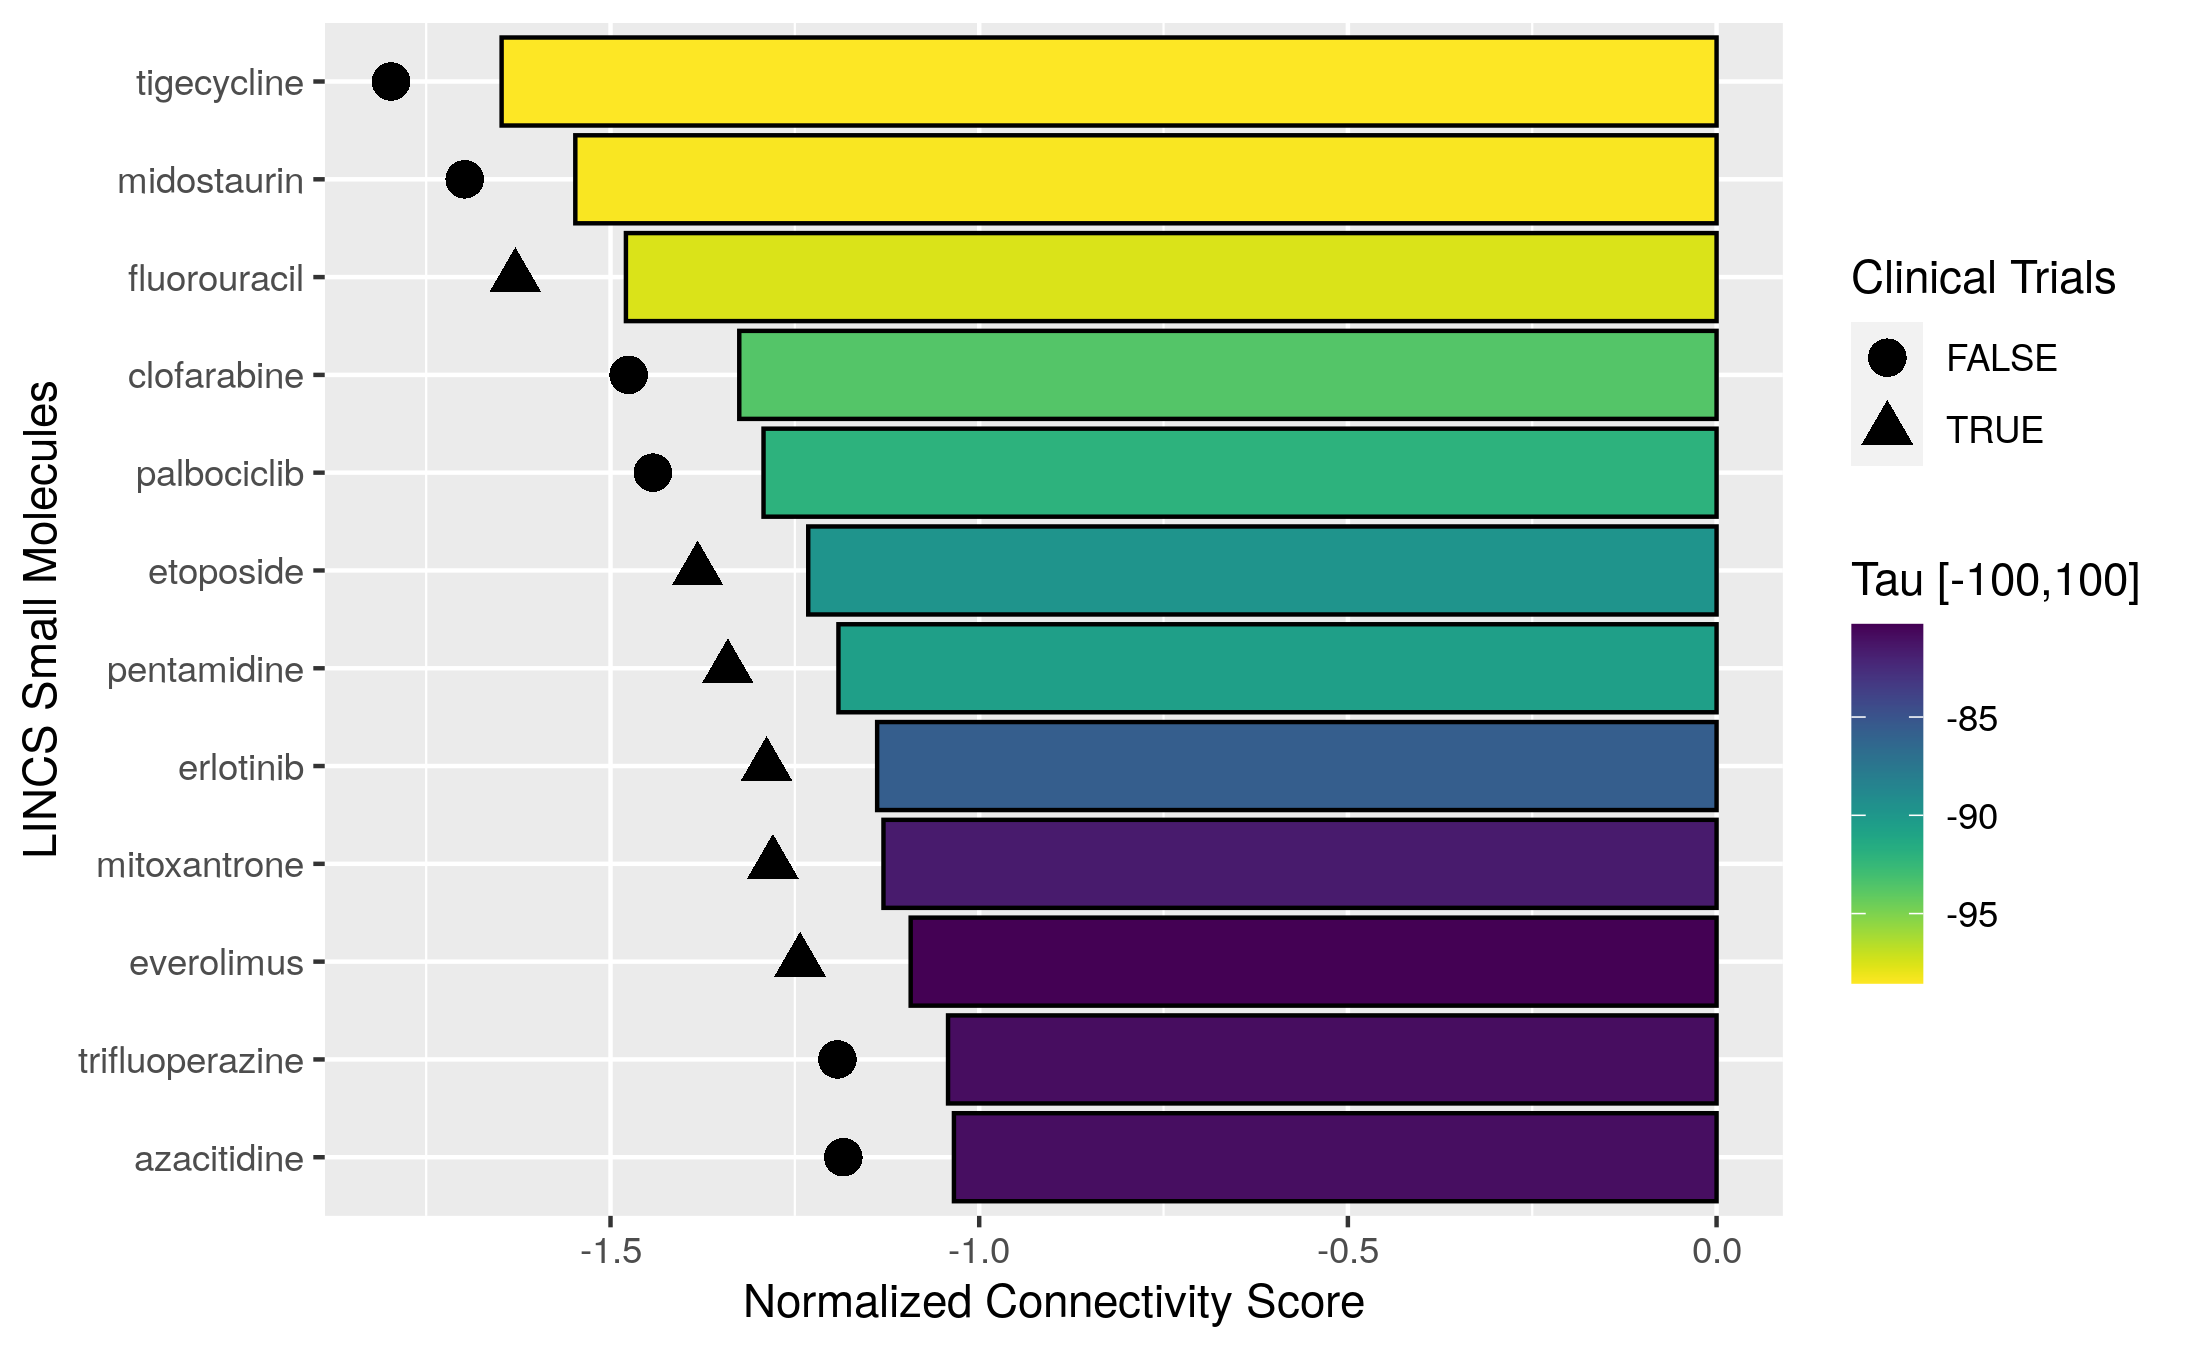 tigecycline
midostaurin
fluorouracil
clofarabine
palbociclib
etoposide
pentamidine
erlotinib
mitoxantrone
everolimus
trifluoperazine
azacitidine
LINCS Small Molecules
-1.5
-1.0
-0.5
0.0
Normalized Connectivity Score
Clinical Trials
FALSE
TRUE
Tau [-100,100]
-85
-90
-95